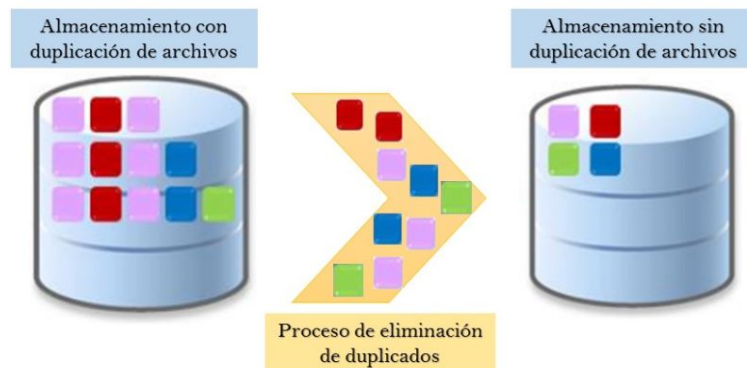 Almacenamiento con
duplicación de archivos
Almacenamiento sin
duplicación de archivos
Proceso de eliminación
de duplicados